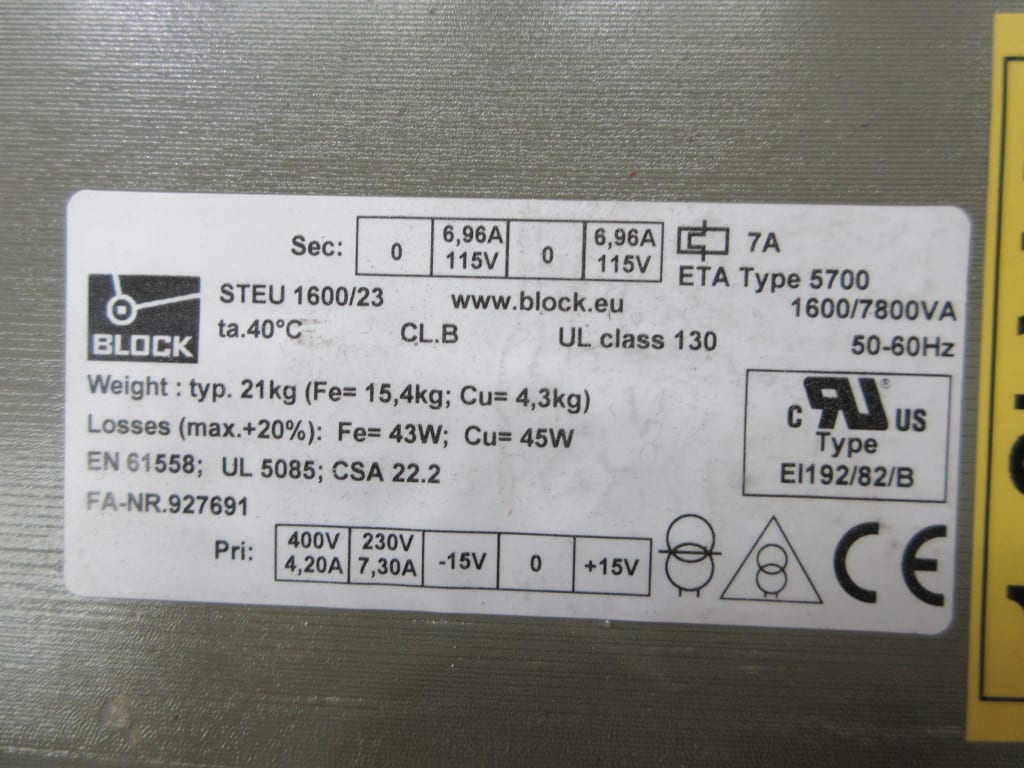 Sec: 0 6,96A 115V 0 6,96A 115V 7A
ETA Type 5700
BLOCK
STEU 1600/23 www.block.eu 1600/7800VA
ta.40°C CL.B UL class 130 50-60Hz
Weight : typ. 21kg (Fe= 15,4kg; Cu= 4,3kg)
Losses (max.+20%): Fe= 43W; Cu= 45W
EN 61558; UL 5085; CSA 22.2
FA-NR.927691
C RU ® US
Type
EI192/82/B
Pri: 400V 4,20A 230V 7,30A -15V 0 +15V
CE